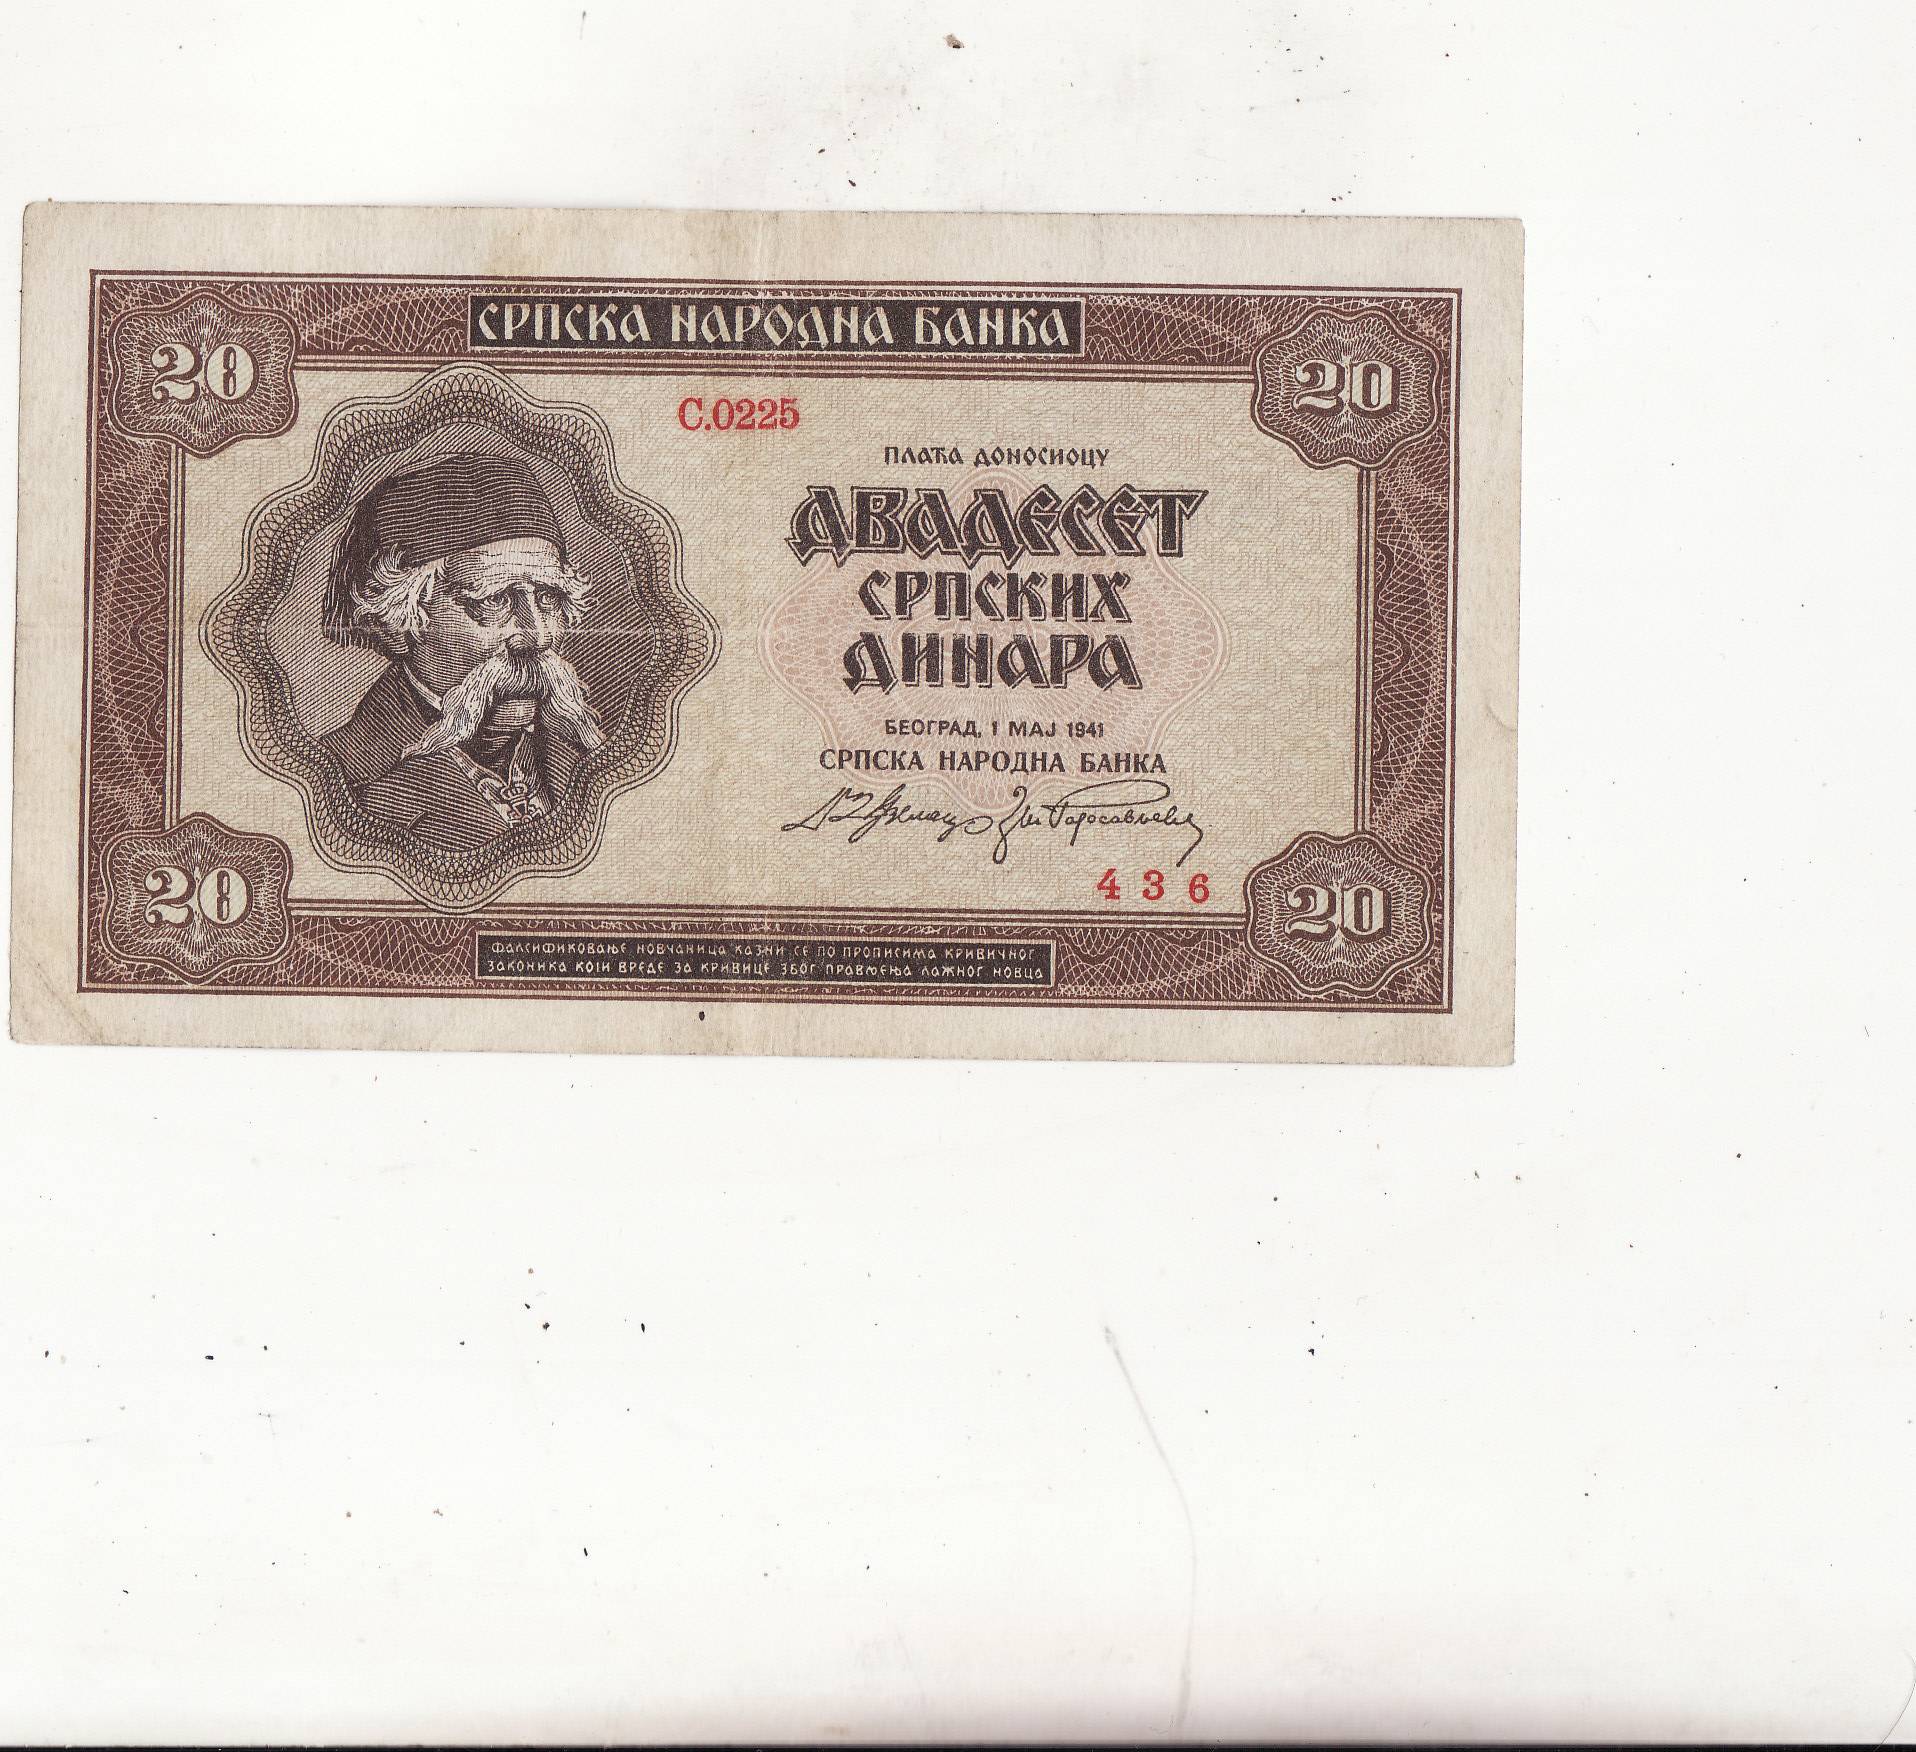 СРПСКА НАРОДНА БАНКА
20
20
С.0225
ПЛАЋА ДОНОСИОЦУ
ДВАДЕСЕТ
СРПСКИХ
ДИНАРА
БЕОГРАД, 1 МАЈ 1941
СРПСКА НАРОДНА БАНКА
436
20
20
ФАЛСИФИКОВАЊЕ НОВЧАНИЦА КАЗНИ СЕ ПО ПРОПИСИМА КРИВИЧНОГ
ЗАКОНИКА КОЈИ ВРЕДЕ ЗА КРИВИЦЕ ЗБОГ ПРАВЉЕЊА ЛАЖНОГ НОВЦА